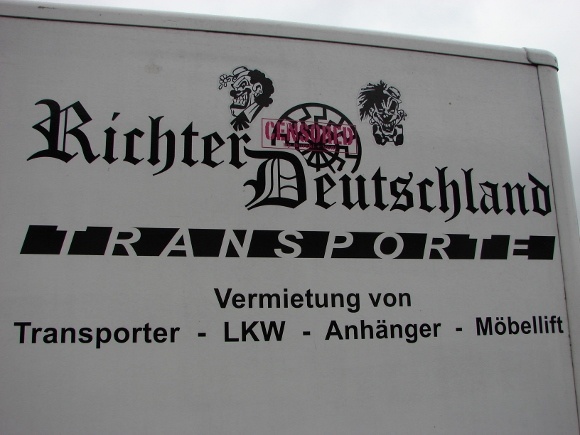 CENSORED
Richter
Deutschland
TRANSPORTE
Vermietung von
Transporter - LKW - Anhänger - Möbellift